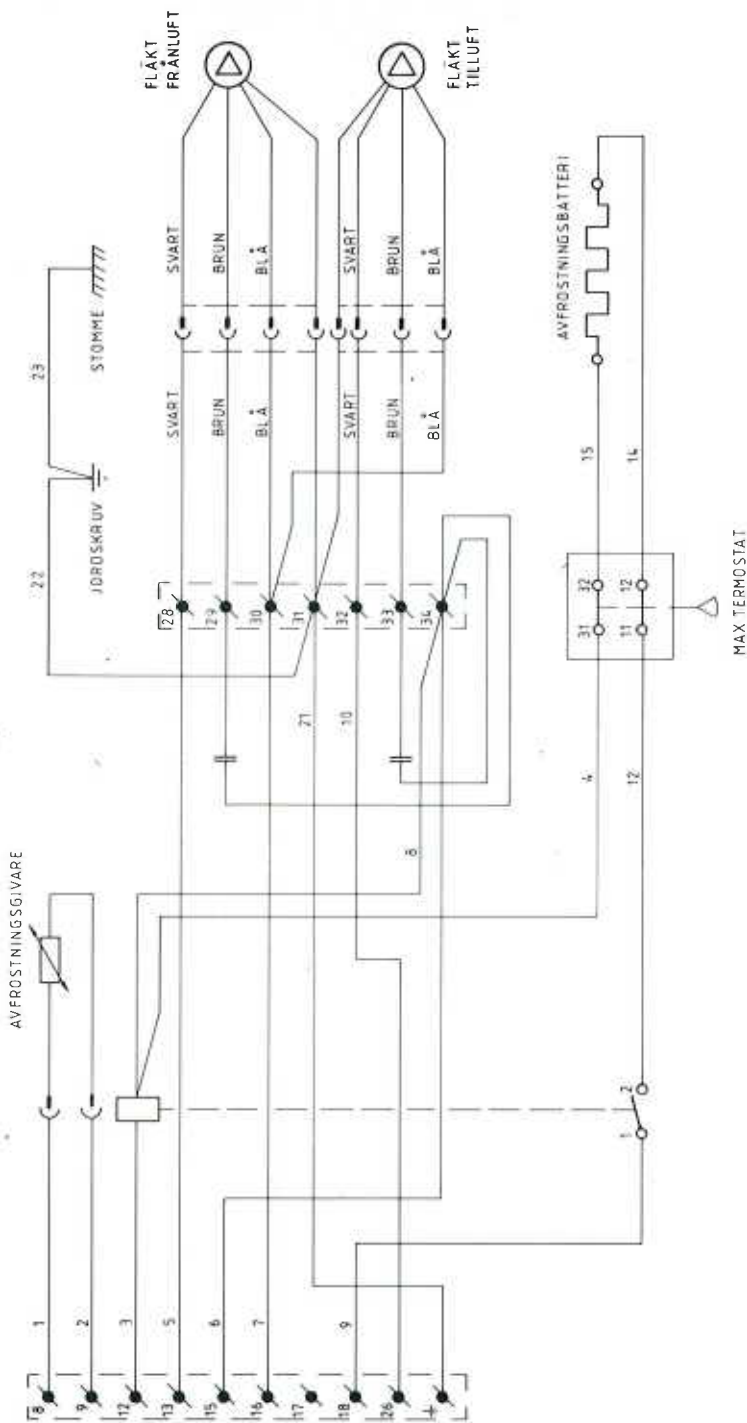 FLÄKT
FRÅNLUFT
FLÄKT
TILLUFT
SVART
BRUN
BLÅ
SVART
BRUN
BLÅ
AVFROSTNINGSBATTERI
23
STOMME
SVART
BRUN
BLÅ
SVART
BRUN
BLÅ
15
14
22
JORDSKRUV
28
29
30
31
32
33
34
31
32
11
12
MAX TERMOSTAT
21
10
8
4
12
AVFROSTNINGSGIVARE
1
2
1
2
3
5
6
7
9
8
9
12
13
15
16
17
18
26